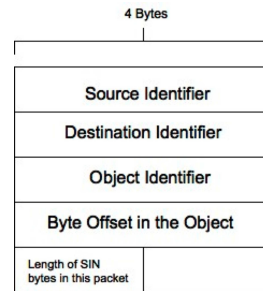 4 Bytes
Source Identifier
Destination Identifier
Object Identifier
Byte Offset in the Object
Length of SIN
bytes in this packet